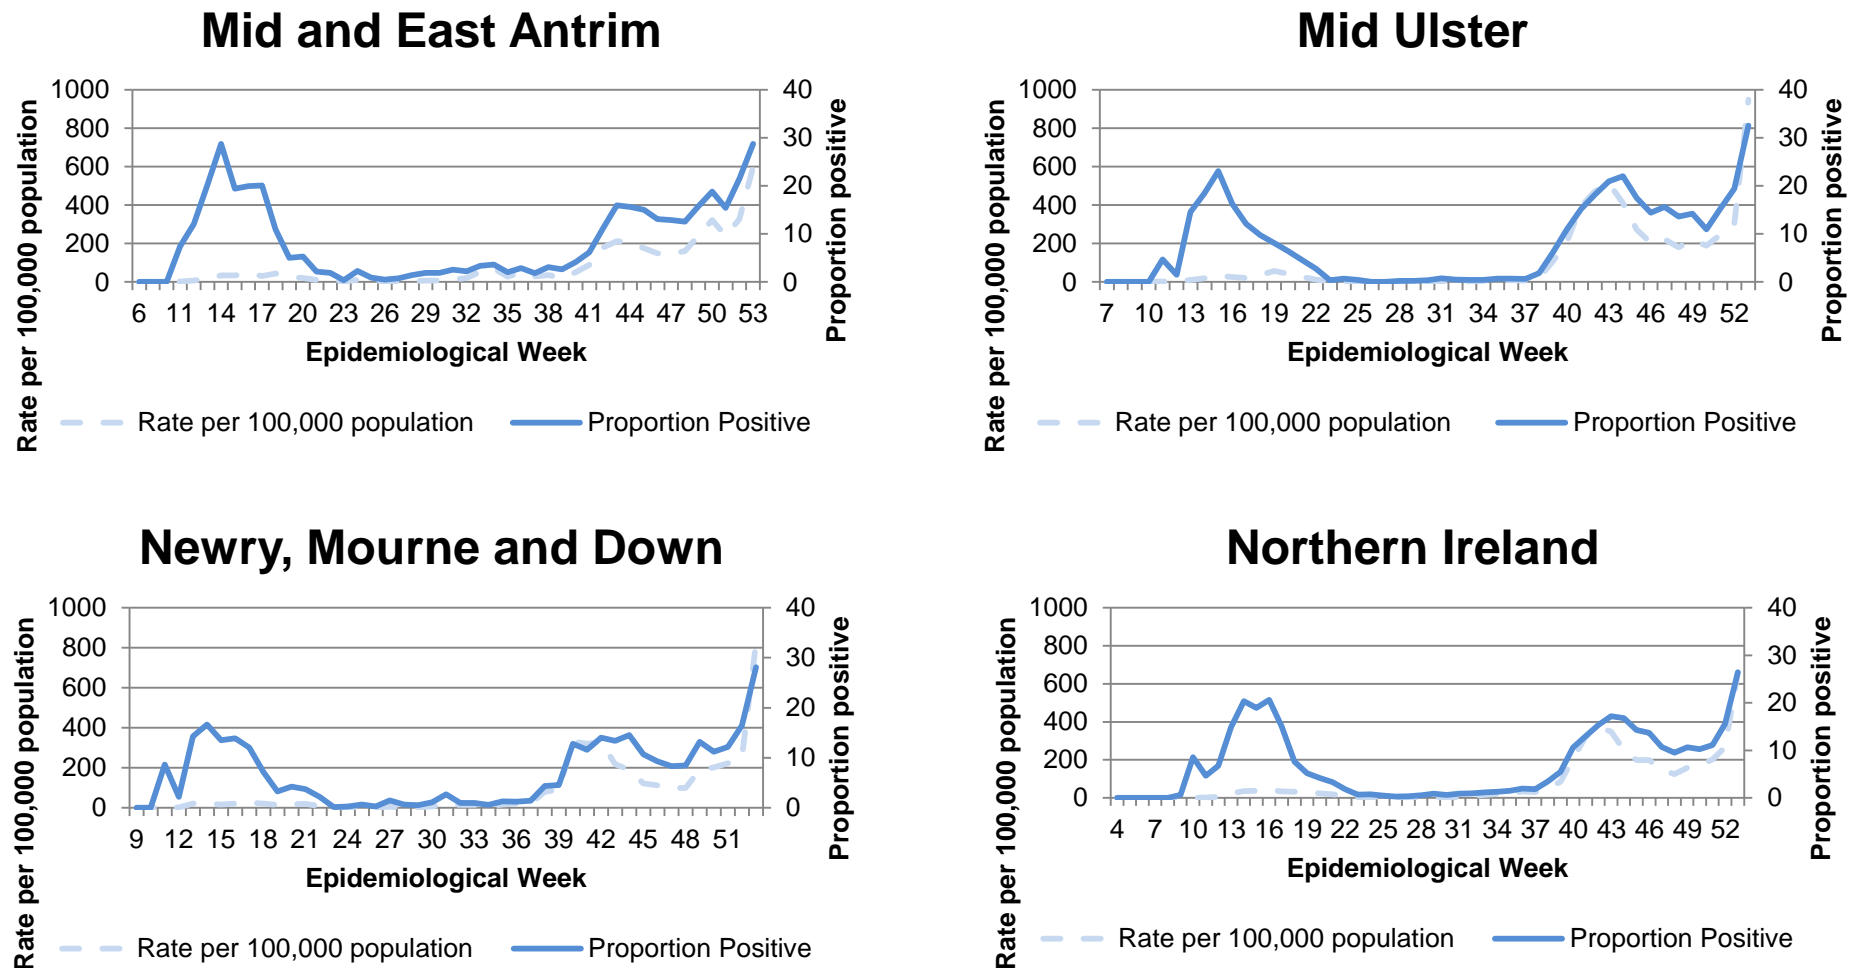 Mid and East Antrim
Rate per 100,000 population
1000
800
600
400
200
0
40
30
20
10
0
Proportion positive
6 11 14 17 20 23 26 29 32 35 38 41 44 47 50 53
Epidemiological Week
Rate per 100,000 population Proportion Positive
Mid Ulster
Rate per 100,000 population
1000
800
600
400
200
0
40
30
20
10
0
Proportion positive
7 10 13 16 19 22 25 28 31 34 37 40 43 46 49 52
Epidemiological Week
Rate per 100,000 population Proportion Positive
Newry, Mourne and Down
Rate per 100,000 population
1000
800
600
400
200
0
40
30
20
10
0
Proportion positive
9 12 15 18 21 24 27 30 33 36 39 42 45 48 51
Epidemiological Week
Rate per 100,000 population Proportion Positive
Northern Ireland
Rate per 100,000 population
1000
800
600
400
200
0
40
30
20
10
0
Proportion positive
4 7 10 13 16 19 22 25 28 31 34 37 40 43 46 49 52
Epidemiological Week
Rate per 100,000 population Proportion Positive